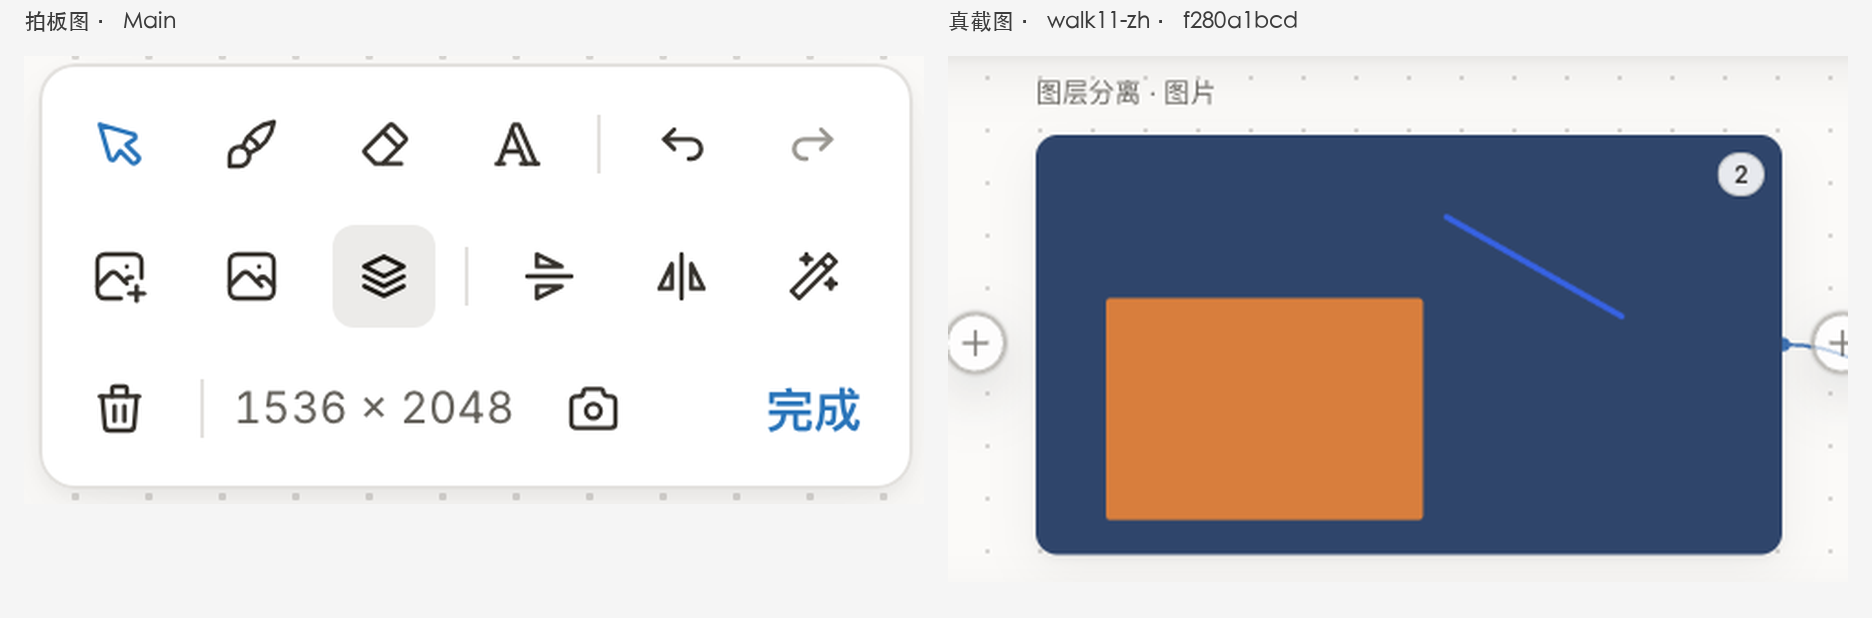 拍板图 · Main
真截图 · walk11-zh · f280a1bcd
图层分离 · 图片
2
1536 × 2048
完成